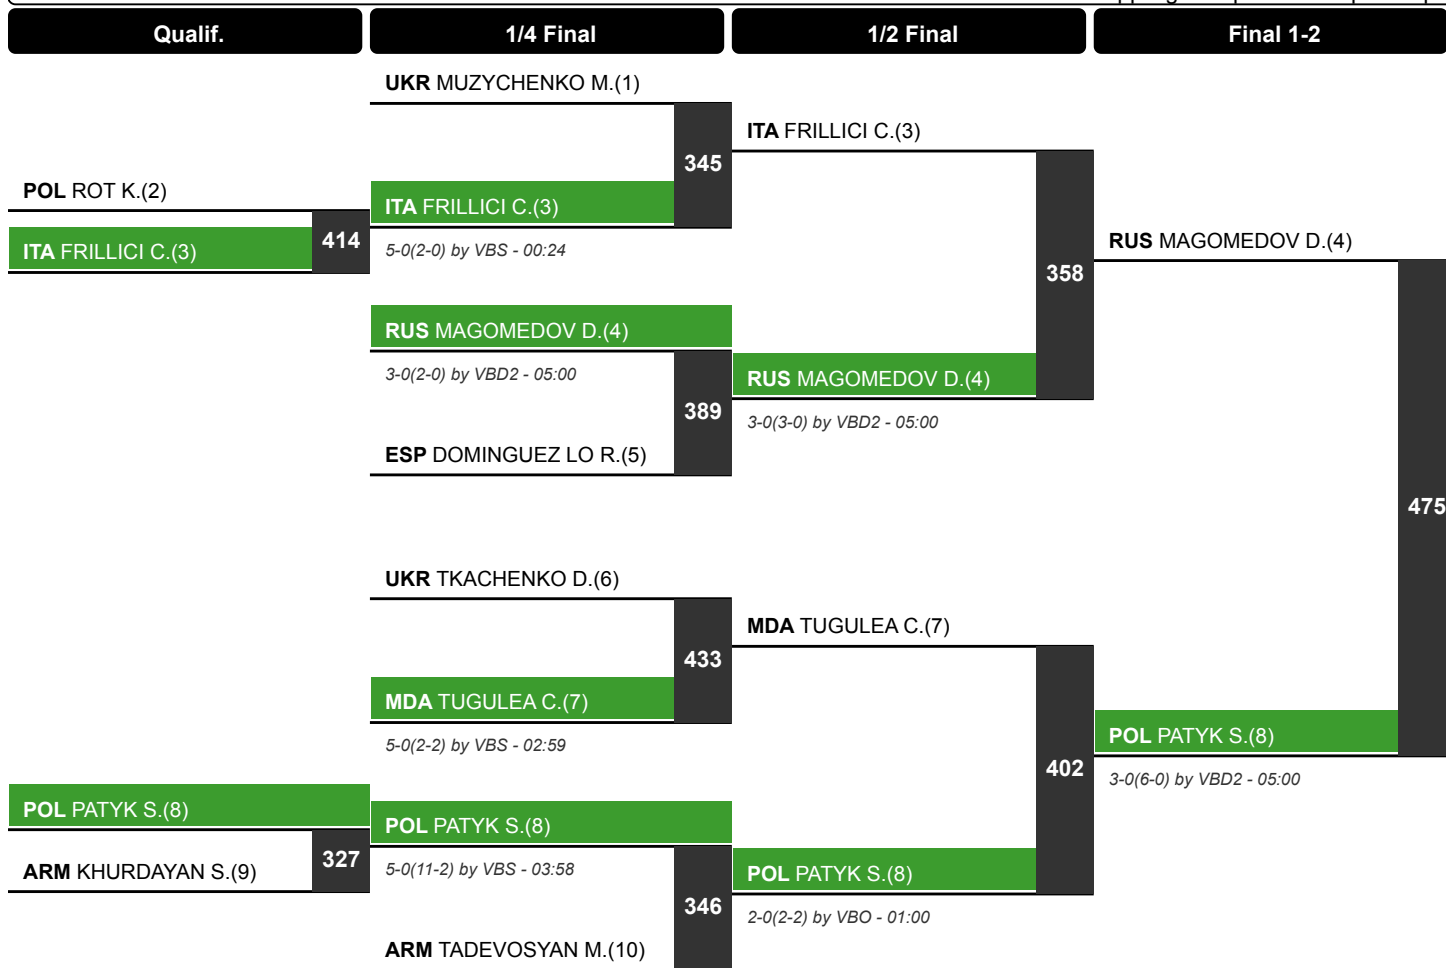 Qualif.
1/4 Final
1/2 Final
Final 1-2
UKR MUZYCHENKO M.(1)
ITA FRILLICI C.(3)
345
POL ROT K.(2)
ITA FRILLICI C.(3)
414
ITA FRILLICI C.(3)
5-0(2-0) by VBS - 00:24
RUS MAGOMEDOV D.(4)
358
RUS MAGOMEDOV D.(4)
3-0(2-0) by VBD2 - 05:00
RUS MAGOMEDOV D.(4)
389
3-0(3-0) by VBD2 - 05:00
ESP DOMINGUEZ LO R.(5)
475
UKR TKACHENKO D.(6)
MDA TUGULEA C.(7)
433
MDA TUGULEA C.(7)
5-0(2-2) by VBS - 02:59
POL PATYK S.(8)
402
3-0(6-0) by VBD2 - 05:00
POL PATYK S.(8)
POL PATYK S.(8)
327
ARM KHURDAYAN S.(9)
5-0(11-2) by VBS - 03:58
POL PATYK S.(8)
346
2-0(2-2) by VBO - 01:00
ARM TADEVOSYAN M.(10)